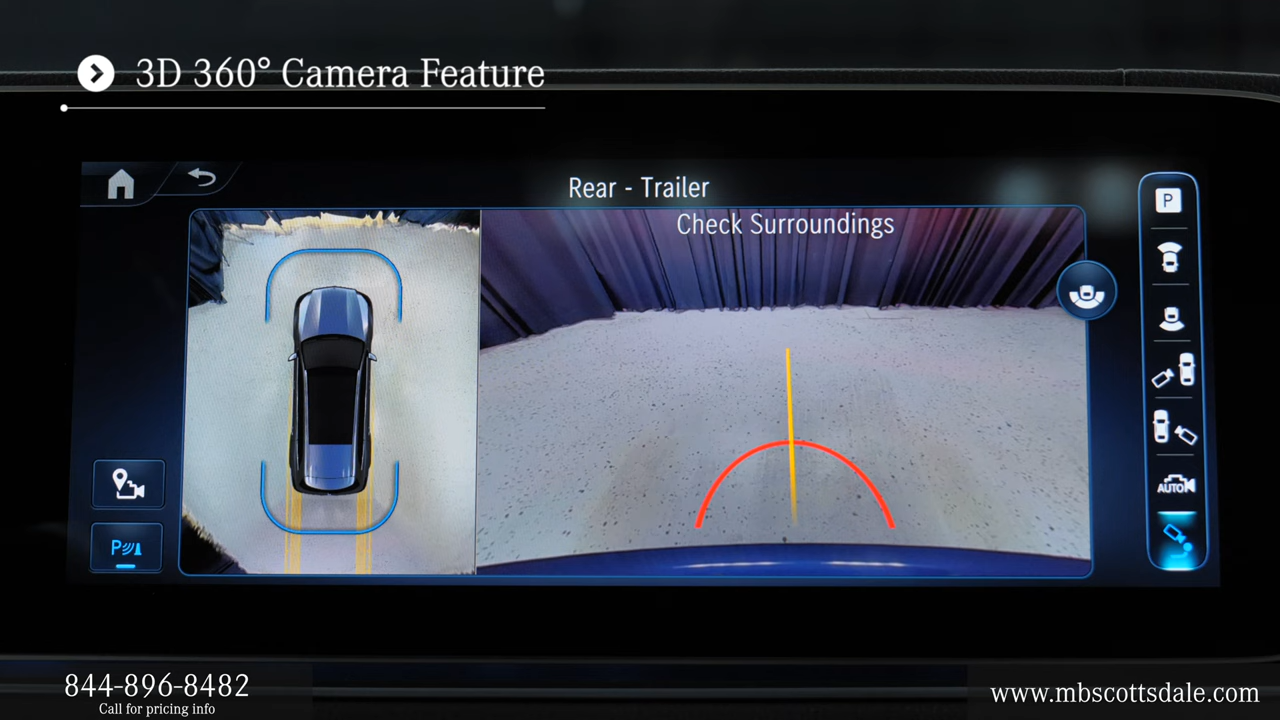 3D 360° Camera Feature
Rear - Trailer
Check Surroundings
P
AUTO
P
844-896-8482
Call for pricing info
www.mbscottsdale.com